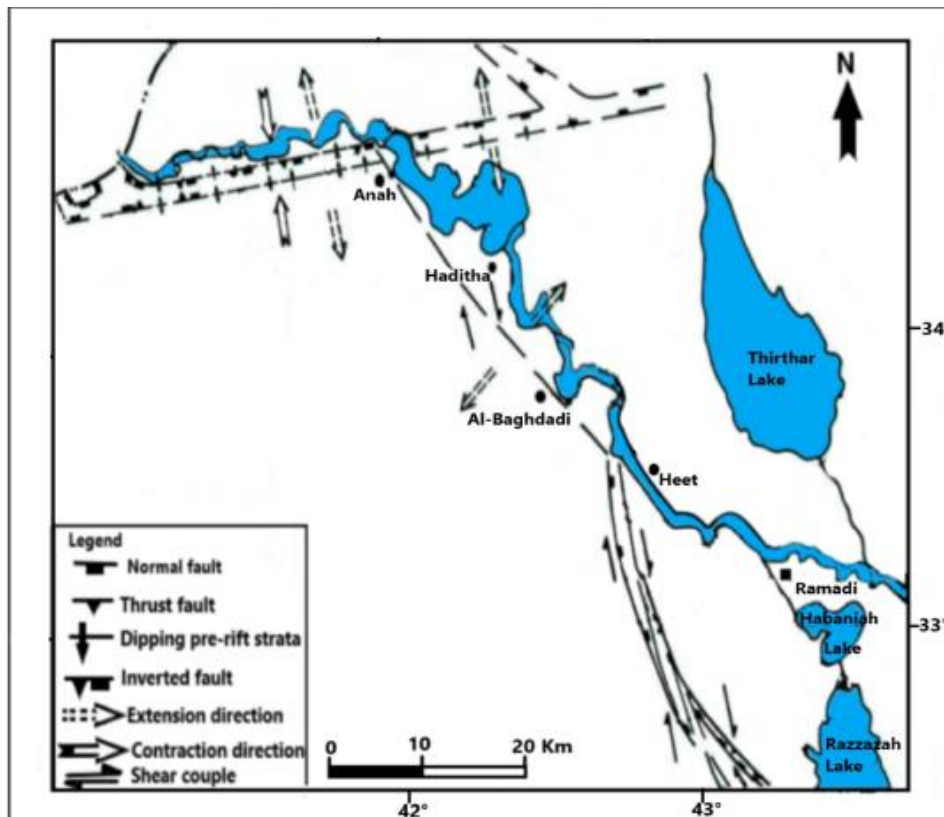 N
Anah
Haditha
34
Thirthar
Lake
Al-Baghdadi
Heet
Ramadi
Habaniah
Lake
33°
Razzazah
Lake
Legend
Normal fault
Thrust fault
Dipping pre-rift strata
Inverted fault
Extension direction
Contraction direction
Shear couple
0 10 20 Km
42° 43°